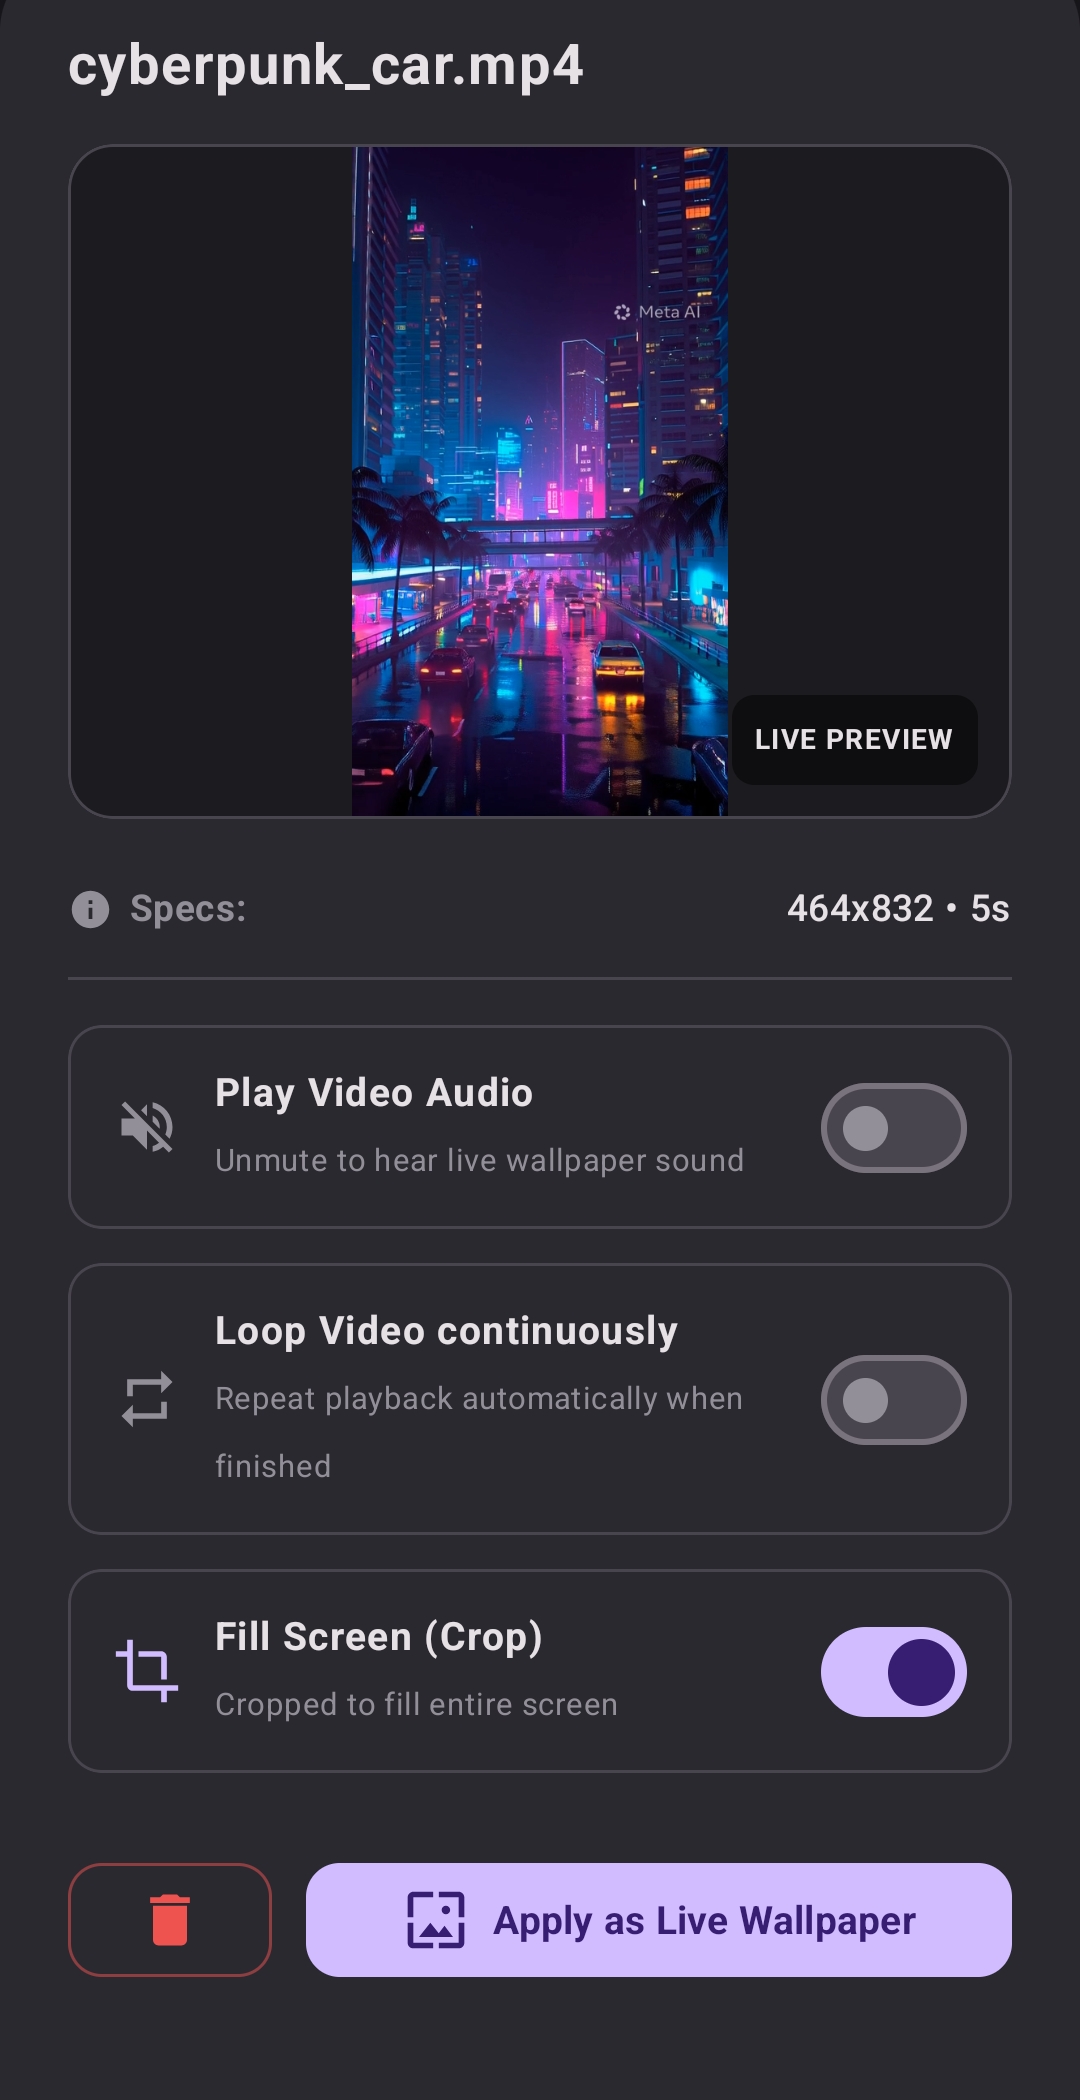 cyberpunk_car.mp4
Meta AI
LIVE PREVIEW
Specs:
464x832 • 5s
Play Video Audio
Unmute to hear live wallpaper sound
Loop Video continuously
Repeat playback automatically when
finished
Fill Screen (Crop)
Cropped to fill entire screen
Apply as Live Wallpaper